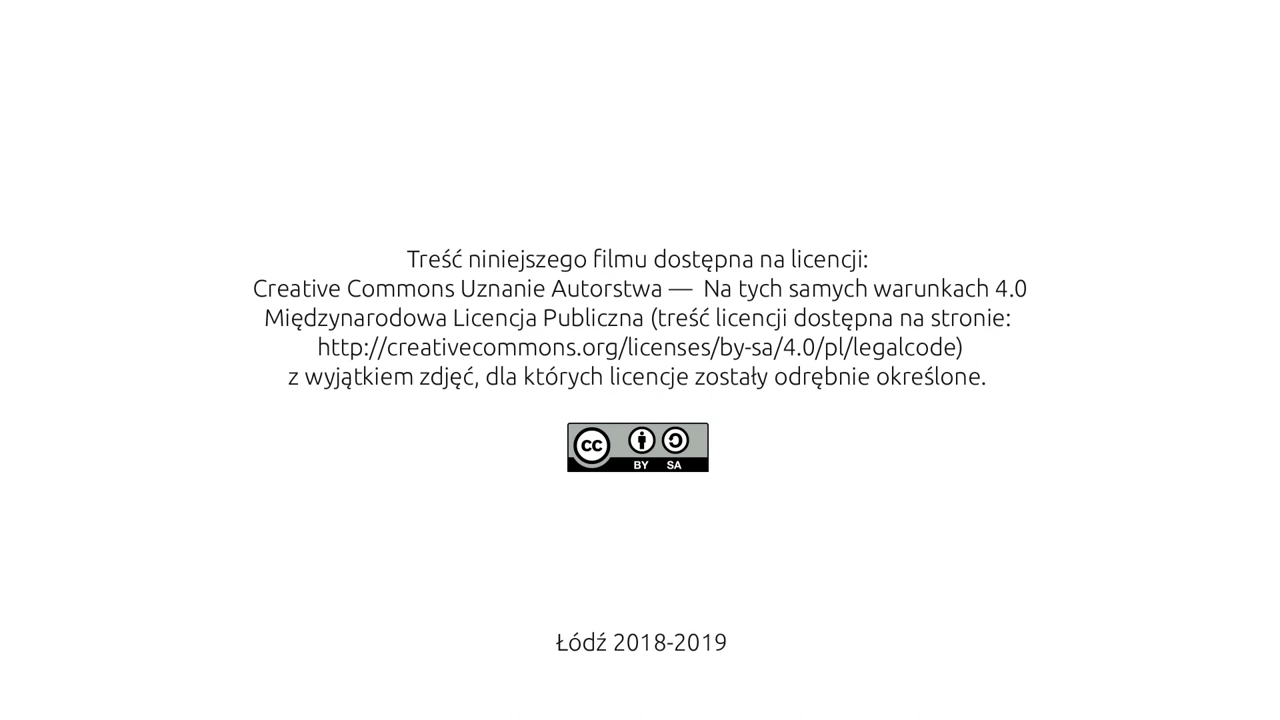 Treść niniejszego filmu dostępna na licencji:
Creative Commons Uznanie Autorstwa — Na tych samych warunkach 4.0
Międzynarodowa Licencja Publiczna (treść licencji dostępna na stronie:
http://creativecommons.org/licenses/by-sa/4.0/pl/legalcode)
z wyjątkiem zdjęć, dla których licencje zostały odrębnie określone.
cc
BY SA
Łódź 2018-2019